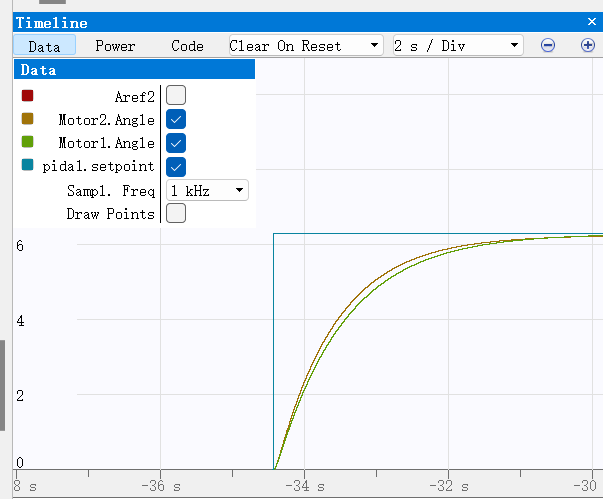 Timeline
Data Power Code Clear On Reset 2 s / Div
Data
Aref2
Motor2.Angle
Motor1.Angle
pida1.setpoint
Sampl. Freq 1 kHz
Draw Points
6
4
2
0
8 s -36 s -34 s -32 s -30